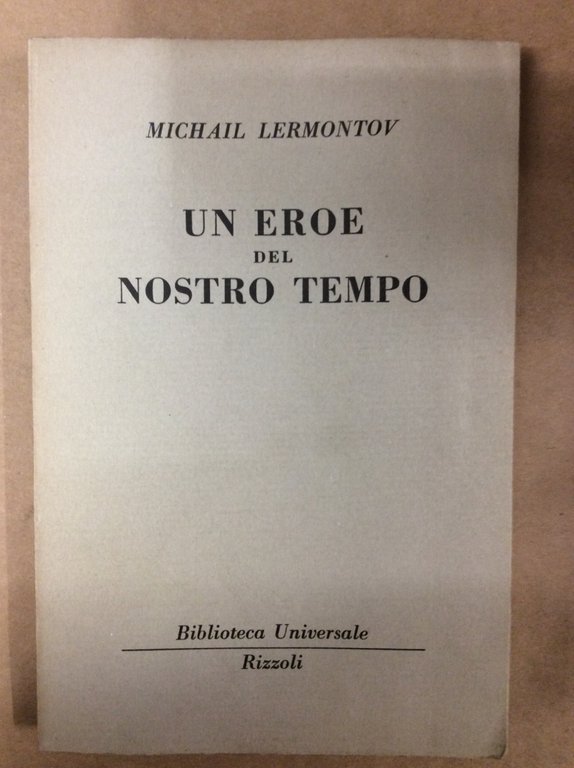 MICHAIL LERMONTOV
UN EROE
DEL
NOSTRO TEMPO
Biblioteca Universale
Rizzoli